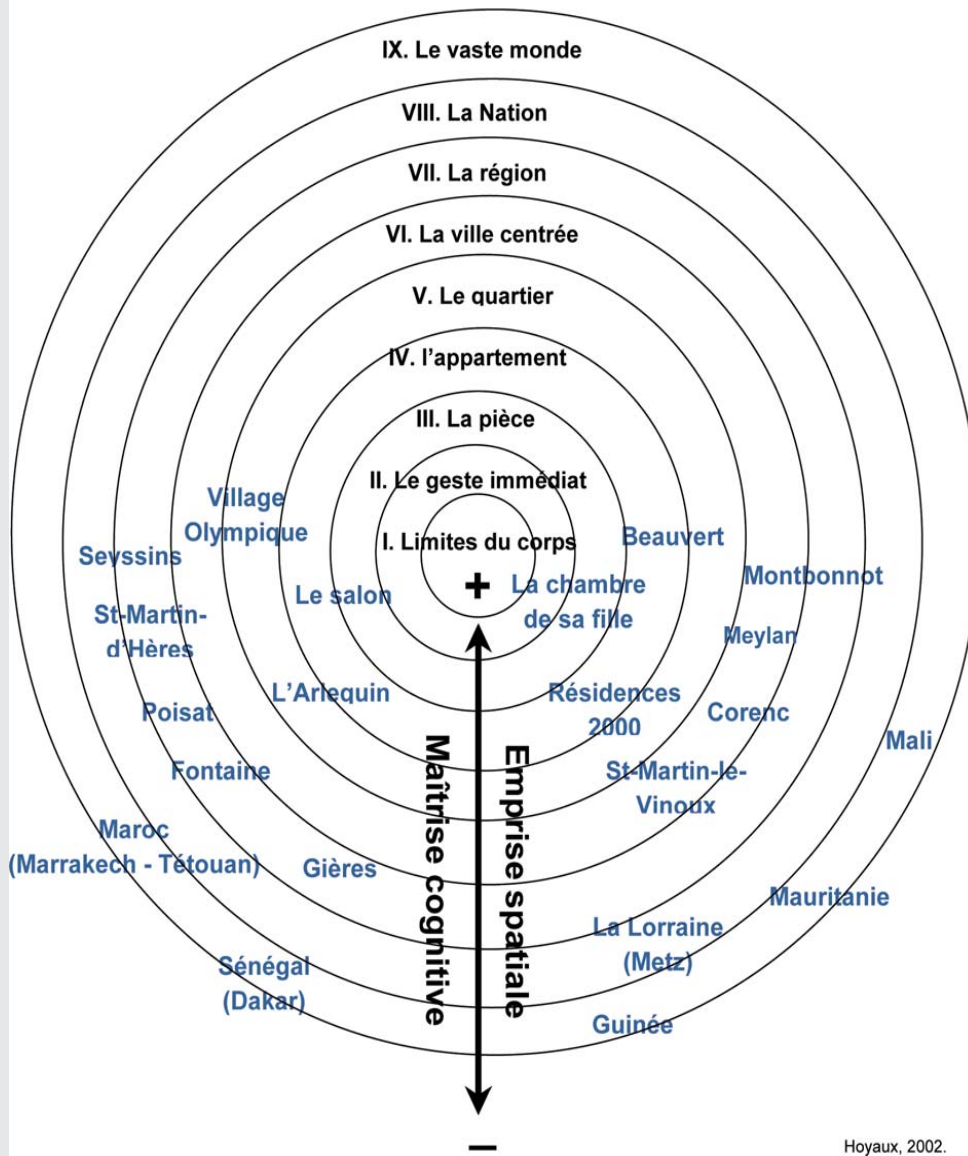 IX. Le vaste monde
VIII. La Nation
VII. La région
VI. La ville centrée
V. Le quartier
IV. l'appartement
III. La pièce
II. Le geste immédiat
I. Limites du corps
+
Village
Olympique
Beauvert
Seyssins
Montbonnot
Le salon
La chambre
de sa fille
St-Martin-
d'Hères
Meylan
L'Arlequin
Résidences
2000
Poisat
Corenc
Mali
Fontaine
St-Martin-le-
Vinoux
Maîtrise cognitive
Emprise spatiale
Maroc
(Marrakech - Tétouan)
Gières
Mauritanie
La Lorraine
(Metz)
Sénégal
(Dakar)
Guinée
–
Hoyaux, 2002.